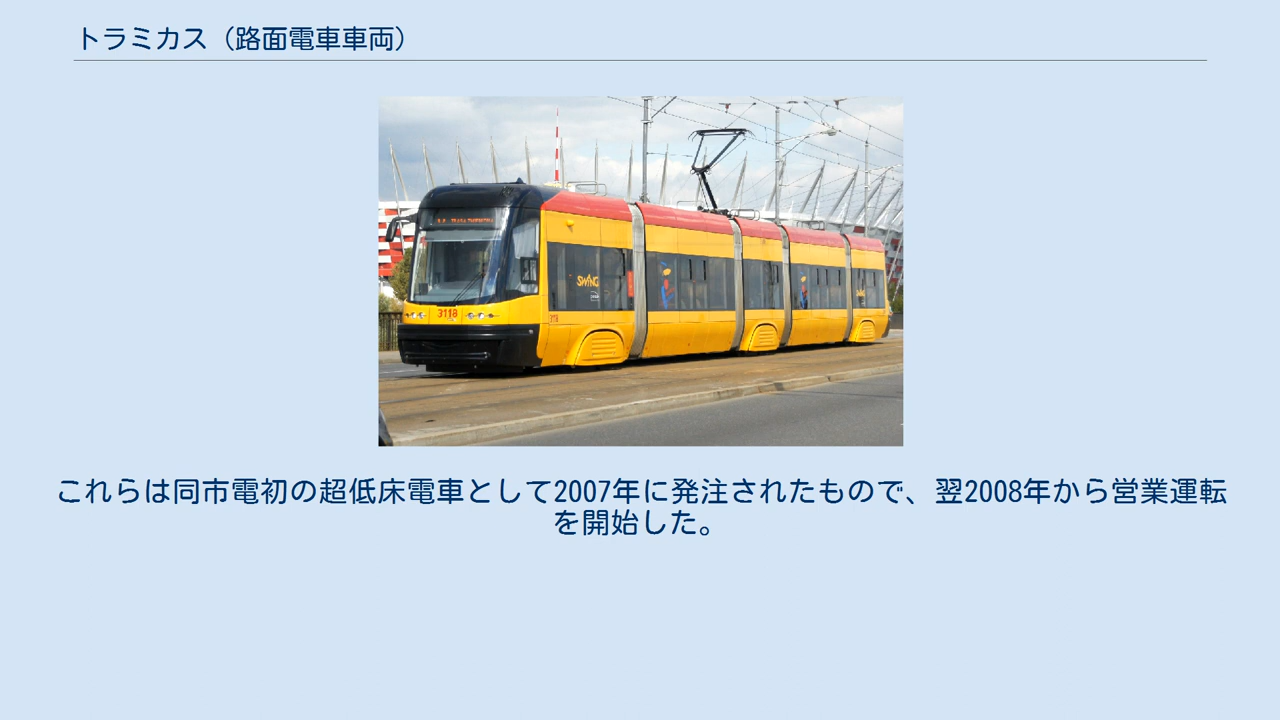 トラミカス（路面電車車両）
SWING
3118
これらは同市電初の超低床電車として2007年に発注されたもので、翌2008年から営業運転
を開始した。